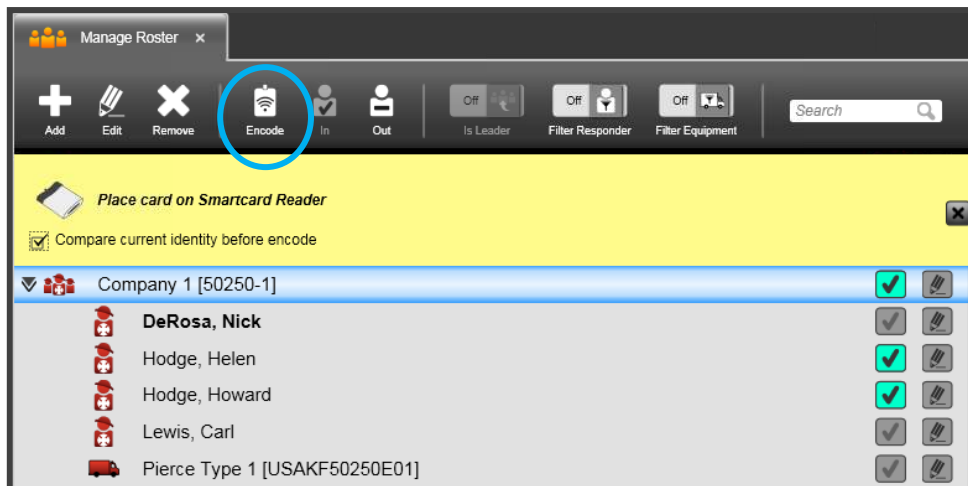 Manage Roster x
Add Edit Remove Encode In Out Off Is Leader Off Filter Responder Off Filter Equipment Search
Place card on Smartcard Reader
Compare current identity before encode
Company 1 [50250-1]
DeRosa, Nick
Hodge, Helen
Hodge, Howard
Lewis, Carl
Pierce Type 1 [USAKF50250E01]